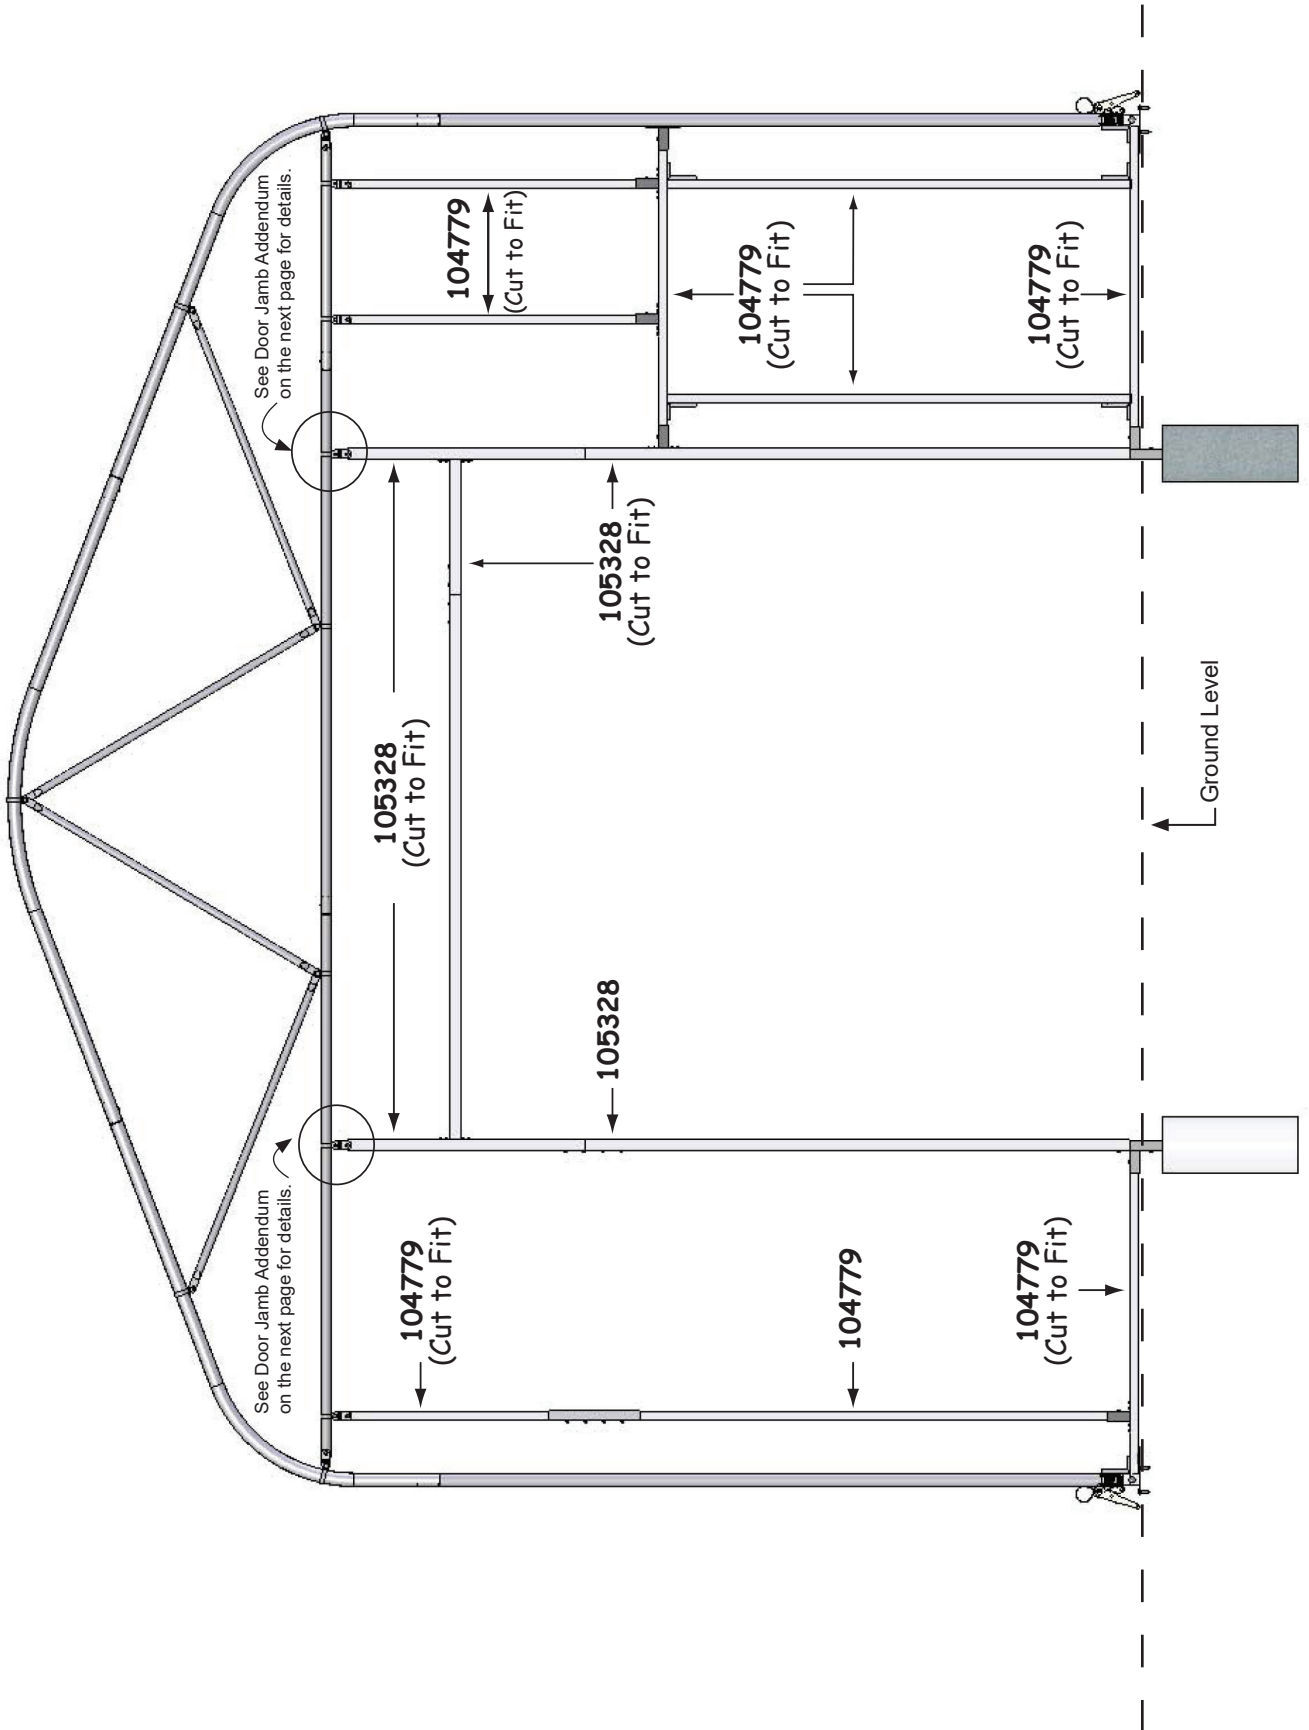 See Door Jamb Addendum
on the next page for details.
104779
(Cut to Fit)
105328
(Cut to Fit)
See Door Jamb Addendum
on the next page for details.
104779
(Cut to Fit)
105328
105328
(Cut to Fit)
104779
(Cut to Fit)
104779
104779
(Cut to Fit)
104779
(Cut to Fit)
Ground Level